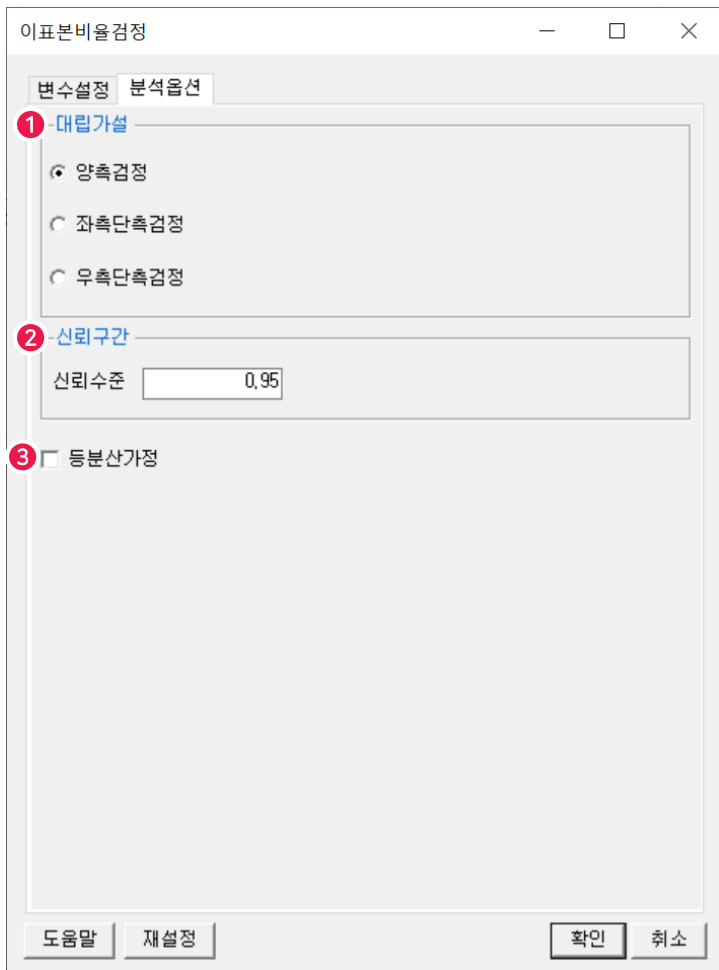 이표본비율검정
변수설정 분석옵션
1 대립가설
양측검정
좌측단측검정
우측단측검정
2 신뢰구간
신뢰수준 0.95
3 등분산가정
도움말 재설정 확인 취소